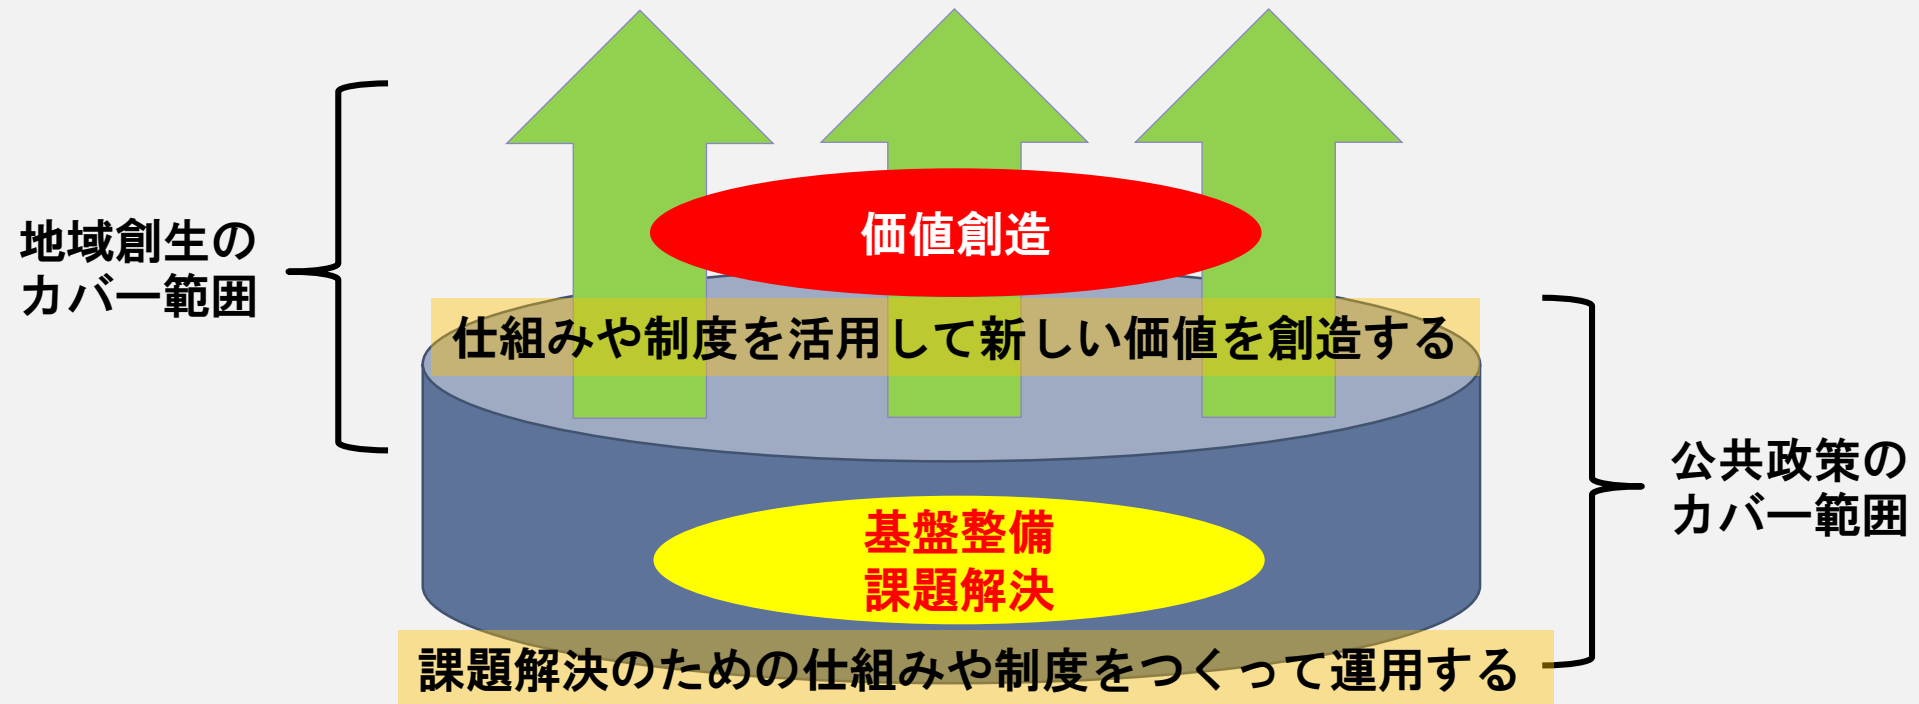 価値創造
地域創生の
カバー範囲
仕組みや制度を活用して新しい価値を創造する
公共政策の
カバー範囲
基盤整備
課題解決
課題解決のための仕組みや制度をつくって運用する